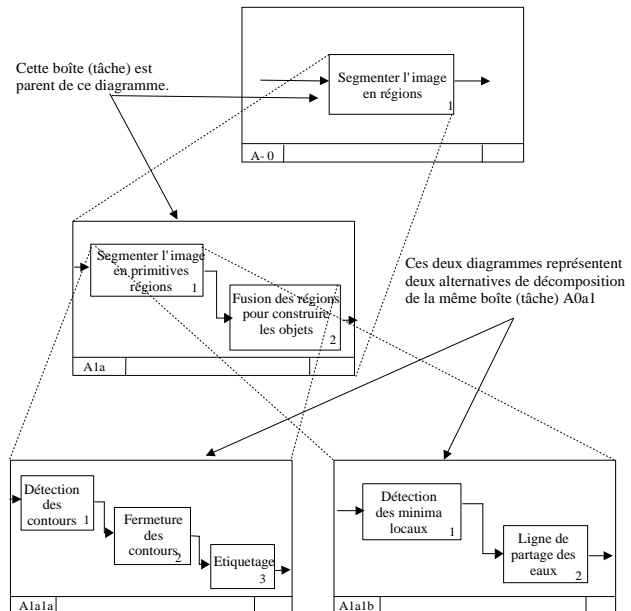 Cette boîte (tâche) est
parent de ce diagramme.
Segmenter l'image
en régions
1
A- 0
Segmenter l'image
en primitives
régions
1
Fusion des régions
pour construire
les objets
2
A1a
Ces deux diagrammes représentent
deux alternatives de décomposition
de la même boîte (tâche) A0a1
Détection
des
contours
1
Fermeture
des
contours
2
Etiquetage
3
A1a1a
Détection
des minima
locaux
1
Ligne de
partage des
eaux
2
A1a1b